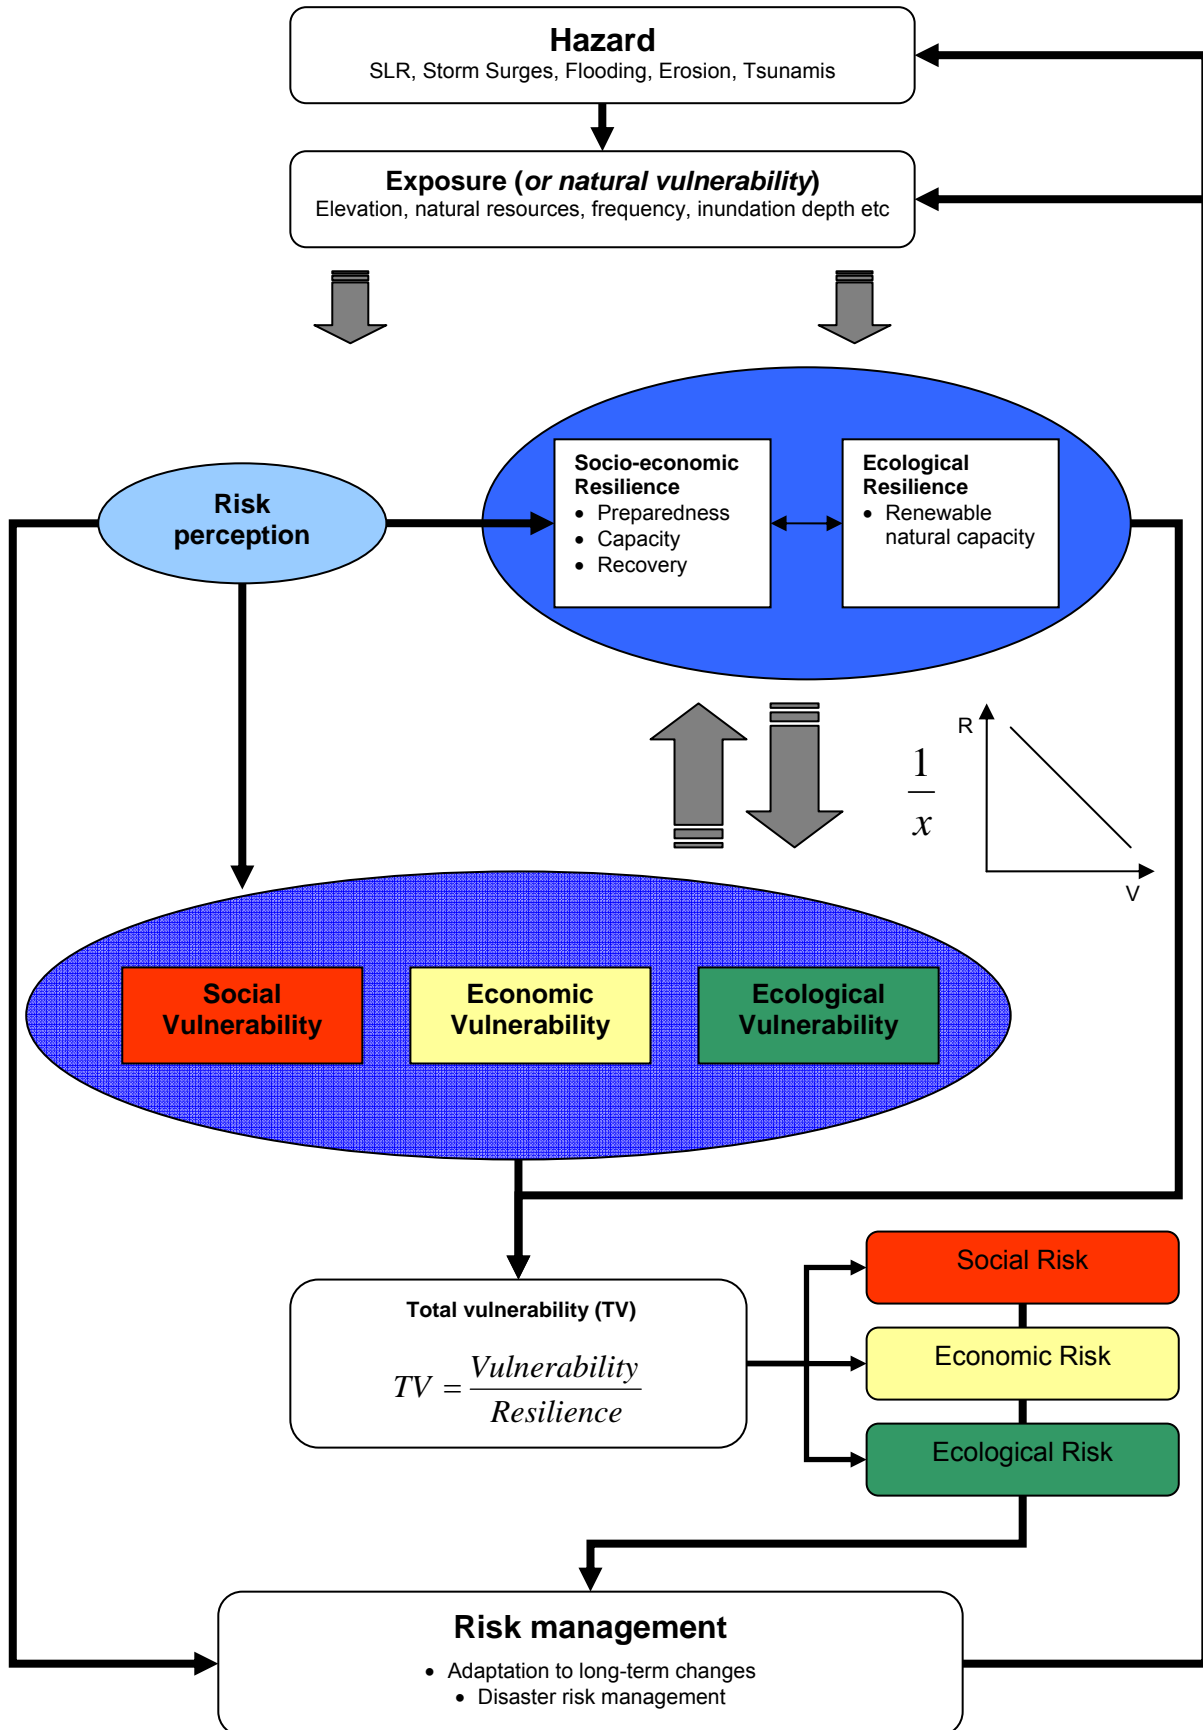 Hazard
SLR, Storm Surges, Flooding, Erosion, Tsunamis
Exposure (or natural vulnerability)
Elevation, natural resources, frequency, inundation depth etc
Risk
perception
Socio-economic
Resilience
• Preparedness
• Capacity
• Recovery
Ecological
Resilience
• Renewable
natural capacity
1
x
R
V
Social
Vulnerability
Economic
Vulnerability
Ecological
Vulnerability
Total vulnerability (TV)
TV = Vulnerability
Resilience
Social Risk
Economic Risk
Ecological Risk
Risk management
• Adaptation to long-term changes
• Disaster risk management